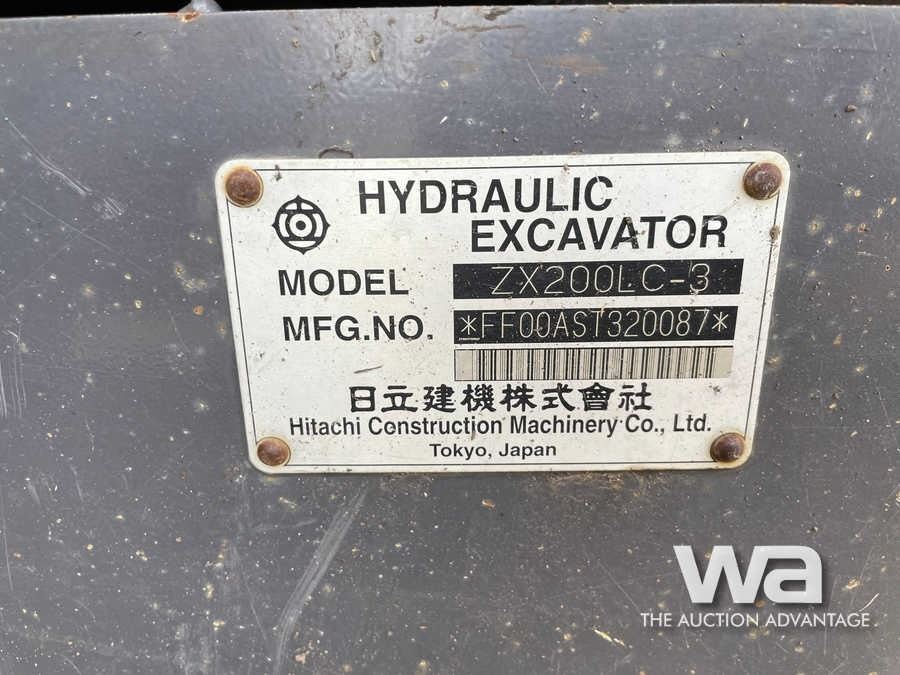 HYDRAULIC
EXCAVATOR
MODEL ZX200LC-3
MFG.NO. *FF00AST320087*
日立建機株式會社
Hitachi Construction Machinery Co., Ltd.
Tokyo, Japan
wa
THE AUCTION ADVANTAGE